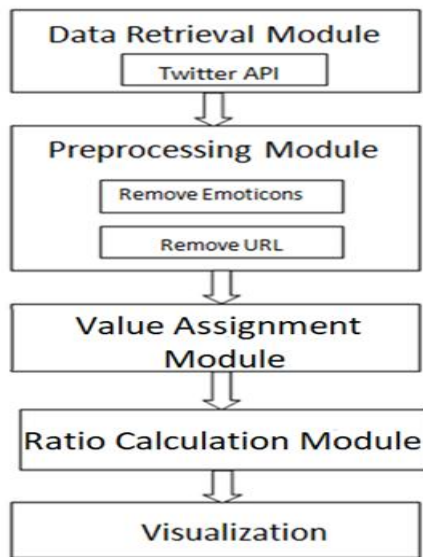 Data Retrieval Module
Twitter API
Preprocessing Module
Remove Emoticons
Remove URL
Value Assignment
Module
Ratio Calculation Module
Visualization